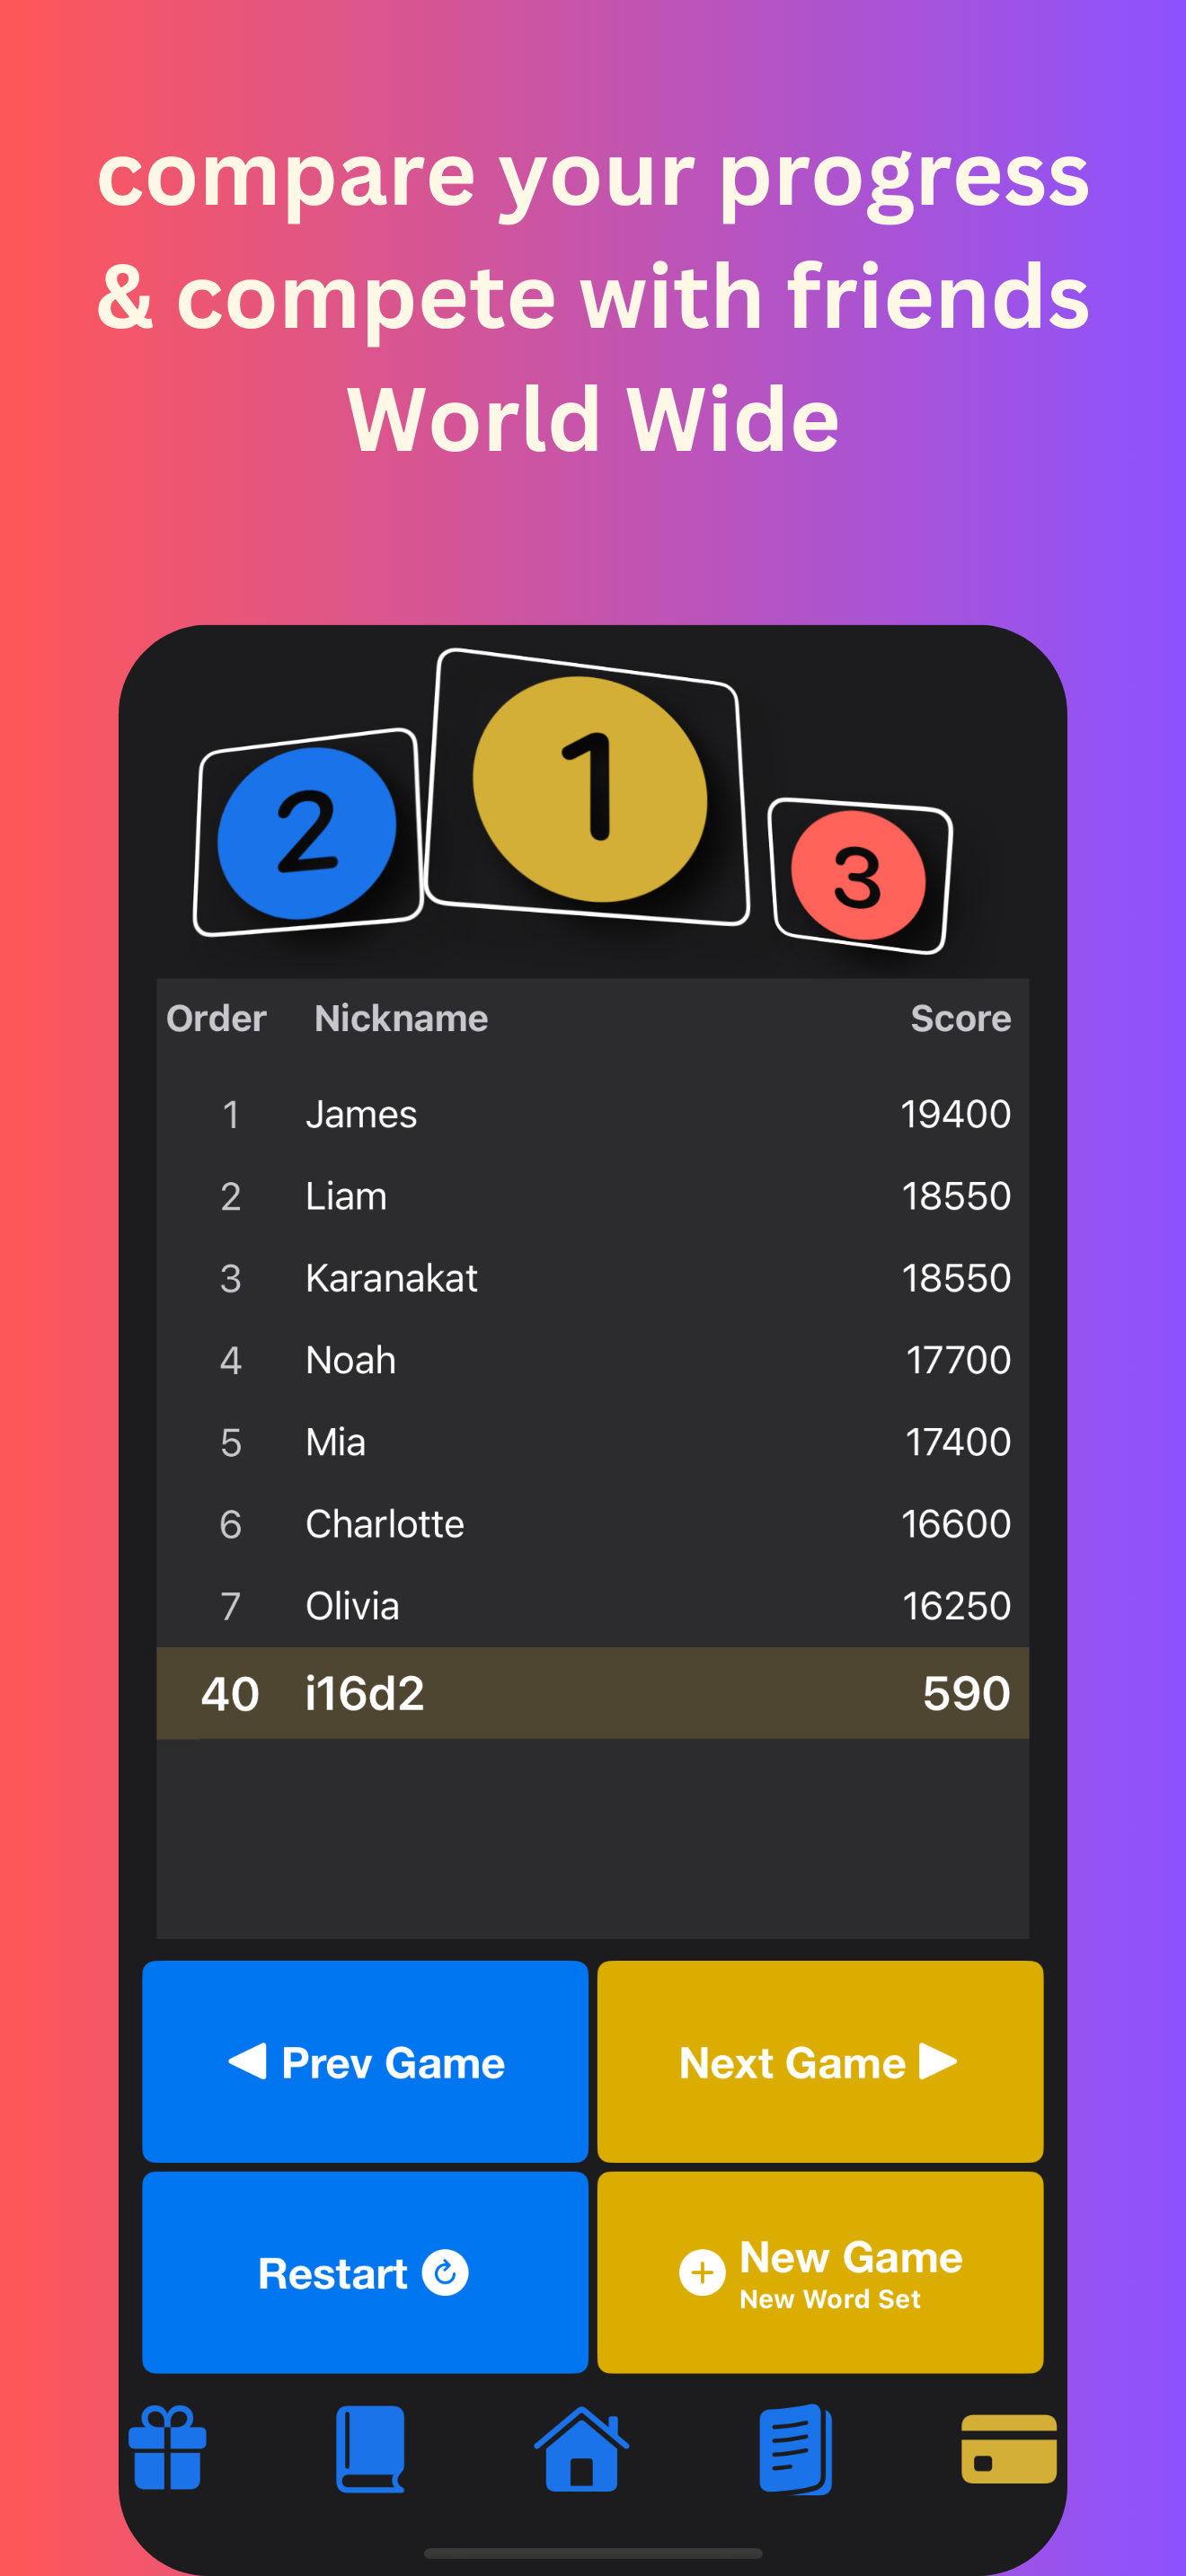 compare your progress
& compete with friends
World Wide
2
1
3
Order Nickname Score
1 James 19400
2 Liam 18550
3 Karanakat 18550
4 Noah 17700
5 Mia 17400
6 Charlotte 16600
7 Olivia 16250
40 i16d2 590
Prev Game
Next Game
Restart
New Game
New Word Set